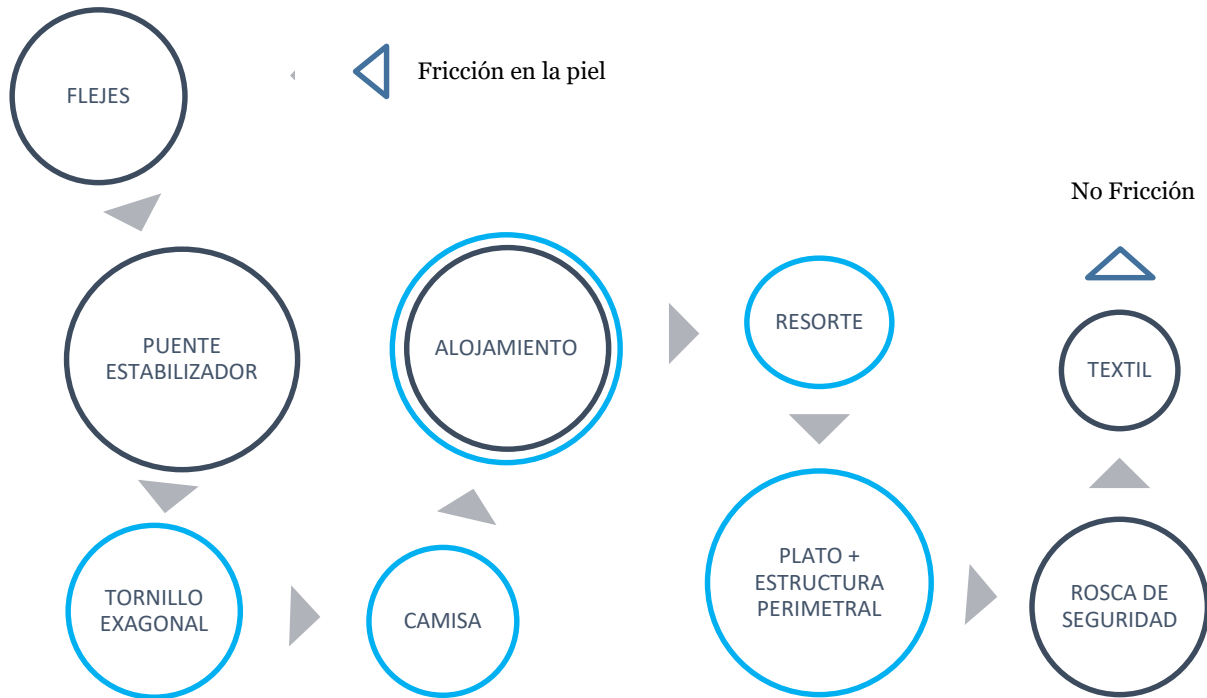 FLEJES
Fricción en la piel
PUENTE
ESTABILIZADOR
TORNILLO
EXAGONAL
CAMISA
ALOJAMIENTO
RESORTE
PLATO +
ESTRUCTURA
PERIMETRAL
ROSCA DE
SEGURIDAD
TEXTIL
No Fricción